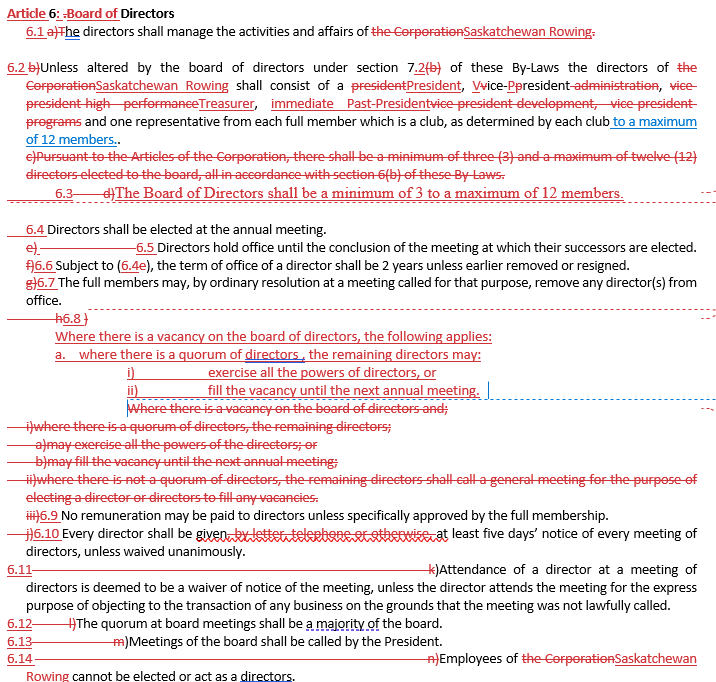 Article 6: .Board of Directors
6.1 a)The directors shall manage the activities and affairs of the CorporationSaskatchewan Rowing.
6.2 b)Unless altered by the board of directors under section 7.2(b) of these By-Laws the directors of the
CorporationSaskatchewan Rowing shall consist of a presidentPresident, Vvice-Ppresident-administration, vice-
president high performanceTreasurer, immediate Past-Presidentvice president development, vice president-
programs and one representative from each full member which is a club, as determined by each club to a maximum
of 12 members..
c)Pursuant to the Articles of the Corporation, there shall be a minimum of three (3) and a maximum of twelve (12)
directors elected to the board, all in accordance with section 6(b) of these By-Laws.
6.3 d)The Board of Directors shall be a minimum of 3 to a maximum of 12 members.
6.4 Directors shall be elected at the annual meeting.
e) 6.5 Directors hold office until the conclusion of the meeting at which their successors are elected.
f)6.6 Subject to (6.4e), the term of office of a director shall be 2 years unless earlier removed or resigned.
g)6.7 The full members may, by ordinary resolution at a meeting called for that purpose, remove any director(s) from
office.
h6.8 )
Where there is a vacancy on the board of directors, the following applies:
a. where there is a quorum of directors , the remaining directors may:
i) exercise all the powers of directors, or
ii) fill the vacancy until the next annual meeting.
Where there is a vacancy on the board of directors and;
i)where there is a quorum of directors, the remaining directors;
a)may exercise all the powers of the directors; or
b)may fill the vacancy until the next annual meeting;
ii)where there is not a quorum of directors, the remaining directors shall call a general meeting for the purpose of
electing a director or directors to fill any vacancies.
iii)6.9 No remuneration may be paid to directors unless specifically approved by the full membership.
j)6.10 Every director shall be given, by letter, telephone or otherwise, at least five days' notice of every meeting of
directors, unless waived unanimously.
6.11 k)Attendance of a director at a meeting of
directors is deemed to be a waiver of notice of the meeting, unless the director attends the meeting for the express
purpose of objecting to the transaction of any business on the grounds that the meeting was not lawfully called.
6.12 l)The quorum at board meetings shall be a majority of the board.
6.13 m)Meetings of the board shall be called by the President.
6.14 n)Employees of the CorporationSaskatchewan
Rowing cannot be elected or act as a directors.